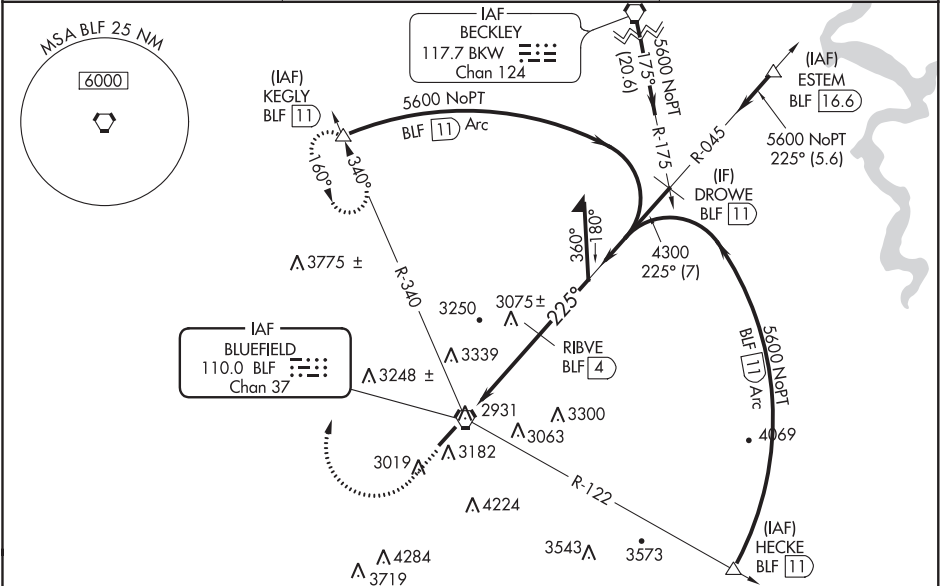 MSA BLF 25 NM
6000
IAF
BECKLEY
117.7 BKW
Chan 124
(IAF)
KEGLY
BLF 11
5600 NoPT
BLF 11 Arc
5600 NoPT
175°
(20.6)
R-175
R-045
(IAF)
ESTEM
BLF 16.6
5600 NoPT
225° (5.6)
(IF)
DROWE
BLF 11
160°
340°
360°
180°
4300
225° (7)
3775 ±
R-340
3250
3075±
225°
RIBVE
BLF 4
IAF
BLUEFIELD
110.0 BLF
Chan 37
3339
3248 ±
2931
3300
3063
3019
3182
4224
R-122
5600 NoPT
BLF 11 Arc
4069
4284
3719
3543
3573
(IAF)
HECKE
BLF 11